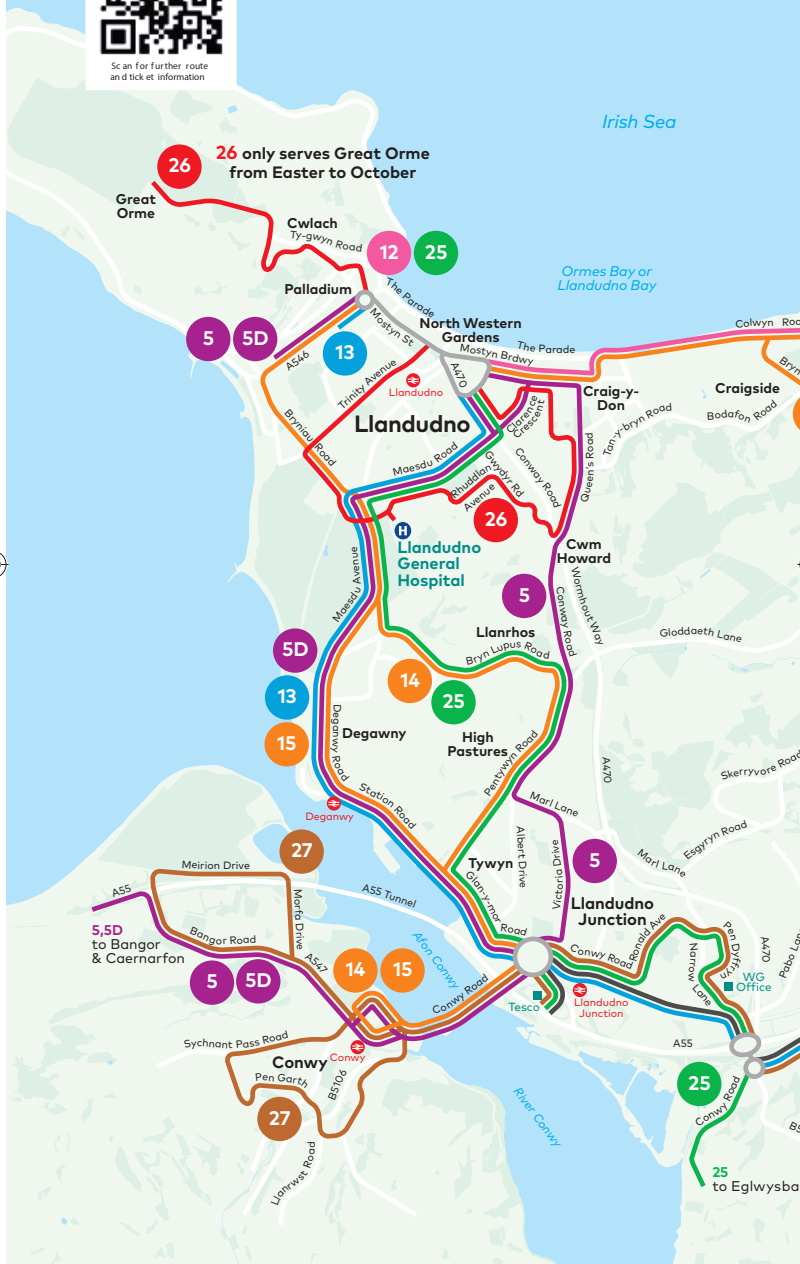 Scan for further route
and ticket information
Irish Sea
26
26 only serves Great Orme
from Easter to October
Great
Orme
Cwlach
Ty-gwyn Road
12
25
Ormes Bay or
Llandudno Bay
Palladium
The Parade
Mostyn St
North Western
Gardens
Mostyn Brdwy
The Parade
Colwyn
5
5D
13
A546
A470
Trinity Avenue
Llandudno
Craig-y-
Don
Craigside
Bodafon Road
Tan-y-bryn Road
Llandudno
Clarence
Crescent
Bryniau Road
Maesdu Road
Conway Road
Queen's Road
Gwydyr Rd
Rhuddlan
Avenue
26
H
Llandudno
General
Hospital
Cwm
Howard
Maesdu Avenue
5
Conway Road
Wormhout Way
Llanrhos
Gloddaeth Lane
Bryn Lupus Road
5D
14
13
25
15
Deganwy Road
Degawny
High
Pastures
Pentywyn Road
A470
Skerryvore Road
Station Road
Deganwy
Marl Lane
Albert Drive
Victoria Drive
Esgyryn Road
Marl Lane
27
Meirion Drive
Tywyn
5
A55
A55 Tunnel
Glan-y-mor Road
Llandudno
Junction
5,5D
to Bangor
& Caernarfon
Bangor Road
Morfa Drive
A547
Afon Conwy
Conwy Road
Ronald Ave
Pen Dyffryn
Narrow Lane
A470
WG
Office
5
5D
14
15
Conwy Road
Tesco
Llandudno
Junction
Sychnant Pass Road
Conwy
Conwy
Pen Garth
B5106
27
Llanrwst Road
River Conwy
A55
25
Conwy Road
25
to Eglwysba